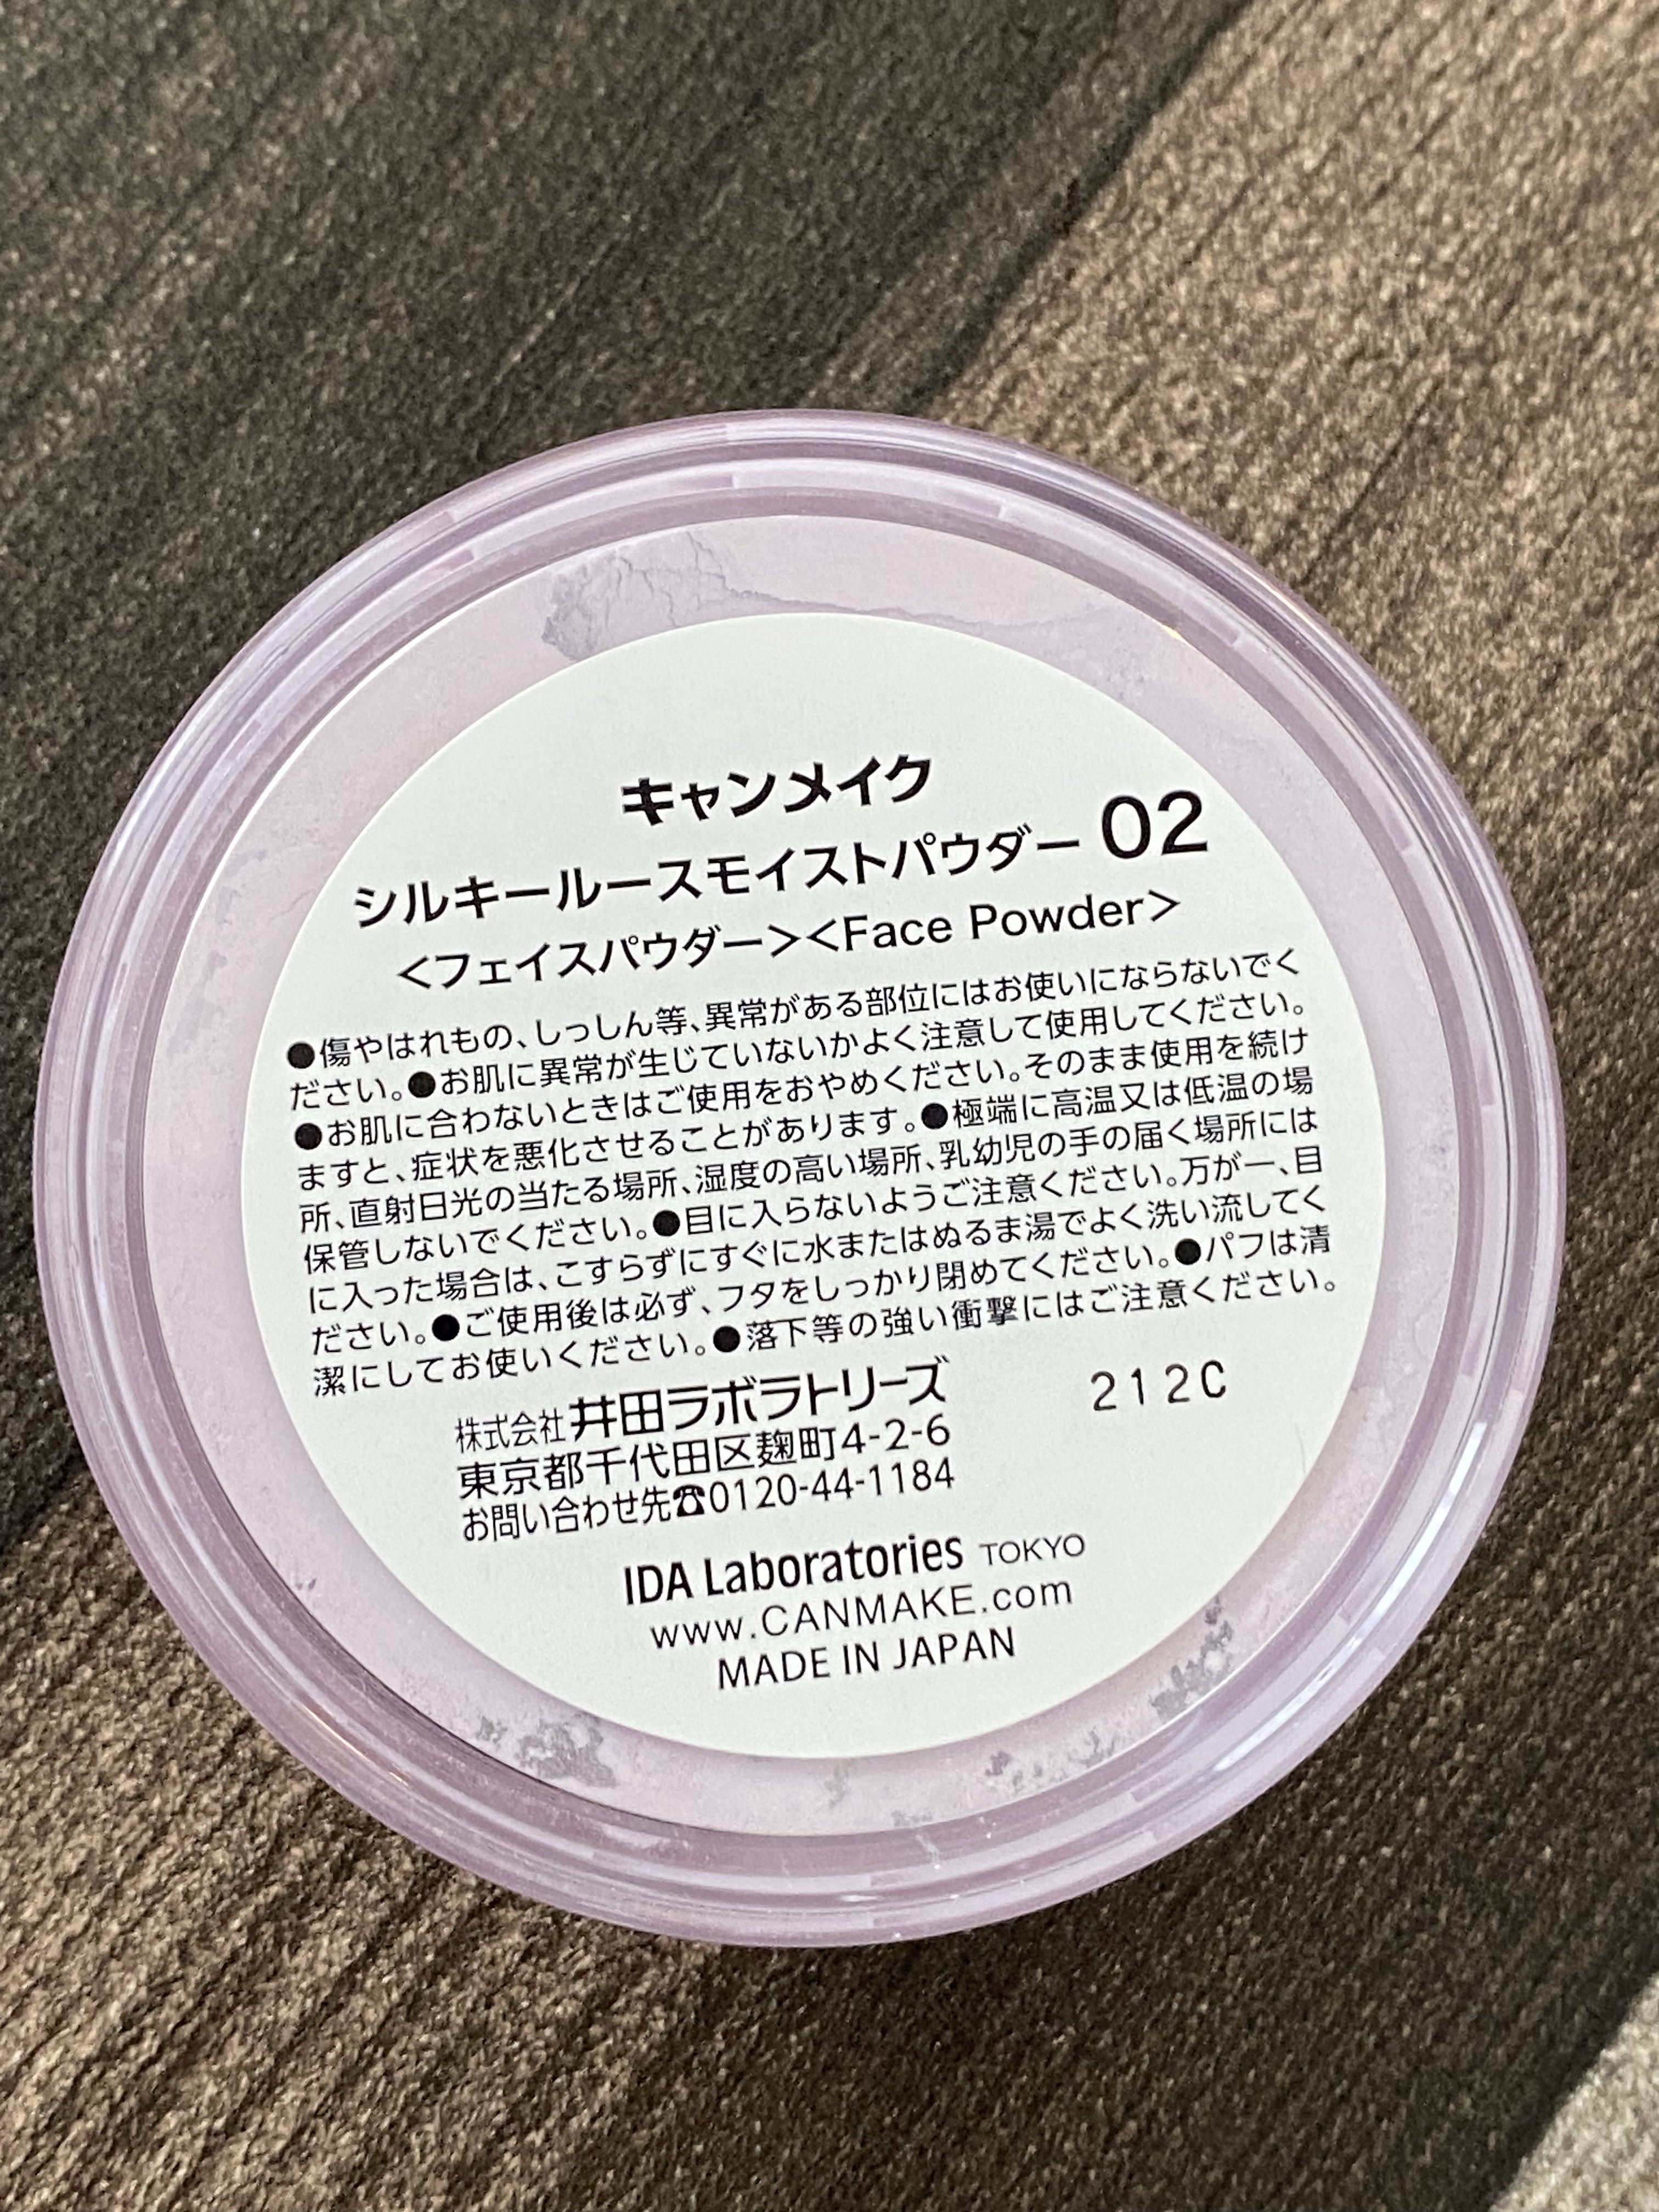 キャンメイク
シルキールースモイストパウダー 02
<フェイスパウダー><Face Powder>
●傷やはれもの、しっしん等、異常がある部位にはお使いにならないでく
ださい。●お肌に異常が生じていないかよく注意して使用してください。
●お肌に合わないときはご使用をおやめください。そのまま使用を続け
ますと、症状を悪化させることがあります。●極端に高温又は低温の場
所、直射日光の当たる場所、湿度の高い場所、乳幼児の手の届く場所には
保管しないでください。●目に入らないようご注意ください。万が一、目
に入った場合は、こすらずにすぐに水またはぬるま湯でよく洗い流してく
ださい。●ご使用後は必ず、フタをしっかり閉めてください。●パフは清
潔にしてお使いください。●落下等の強い衝撃にはご注意ください。
株式会社 井田ラボラトリーズ 212C
東京都千代田区麹町4-2-6
お問い合わせ先☎0120-44-1184
IDA Laboratories TOKYO
www.CANMAKE.com
MADE IN JAPAN